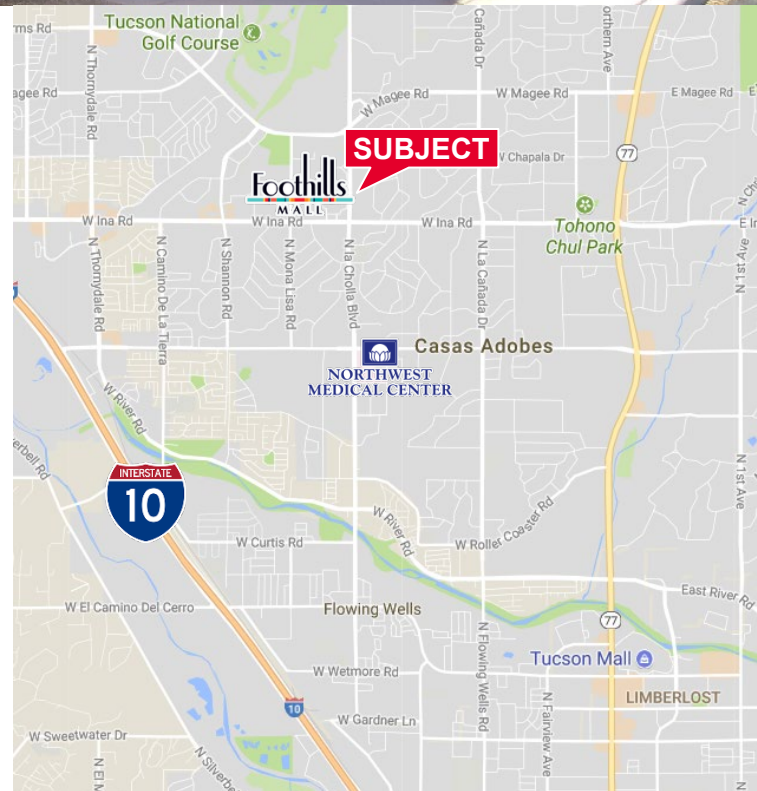 Tucson National
Golf Course
N Thornydale Rd
Cañada Dr
W Magee Rd
W Magee Rd
E Magee Rd
SUBJECT
W Chapala Dr
77
Foothills
MALL
W Ina Rd
W Ina Rd
W Ina Rd
Tohono
Chul Park
N Thornydale Rd
N Camino De La Tierra
N Shannon Rd
N Mona Lisa Rd
N la Cholla Blvd
N La Cañada Dr
N 1st Ave
Casas Adobes
NORTHWEST
MEDICAL CENTER
W River Rd
INTERSTATE
10
N 1st Ave
W River Rd
W Roller Coaster Rd
W Curtis Rd
East River Rd
W El Camino Del Cerro
Flowing Wells
77
N Flowing Wells Rd
Tucson Mall
W Wetmore Rd
LIMBERLOST
N Fairview Ave
10
W Gardner Ln
W Sweetwater Dr